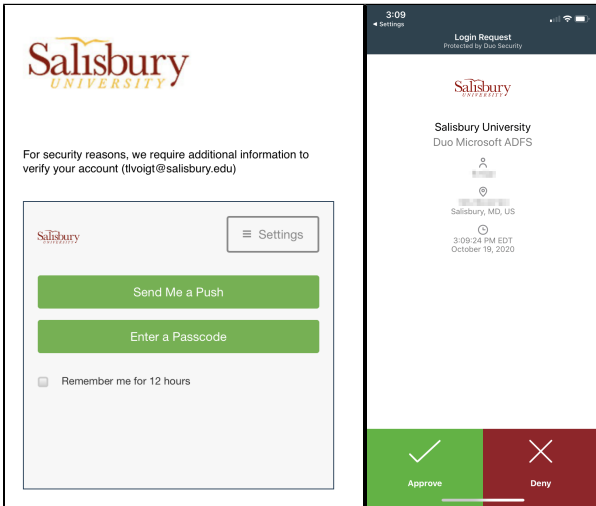 Salisbury
UNIVERSITY
For security reasons, we require additional information to
verify your account (tlvoigt@salisbury.edu)
Salisbury
UNIVERSITY
≡ Settings
Send Me a Push
Enter a Passcode
Remember me for 12 hours
3:09
◄ Settings
Login Request
Protected by Duo Security
Salisbury
UNIVERSITY
Salisbury University
Duo Microsoft ADFS
Salisbury, MD, US
3:09:24 PM EDT
October 19, 2020
Approve
Deny